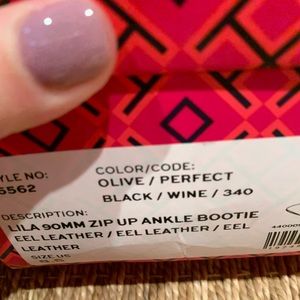 STYLE NO:
COLOR/CODE:
5562
OLIVE / PERFECT
BLACK / WINE / 340
DESCRIPTION:
LILA 90MM ZIP UP ANKLE BOOTIE
EEL LEATHER / EEL LEATHER / EEL
LEATHER
SIZE US